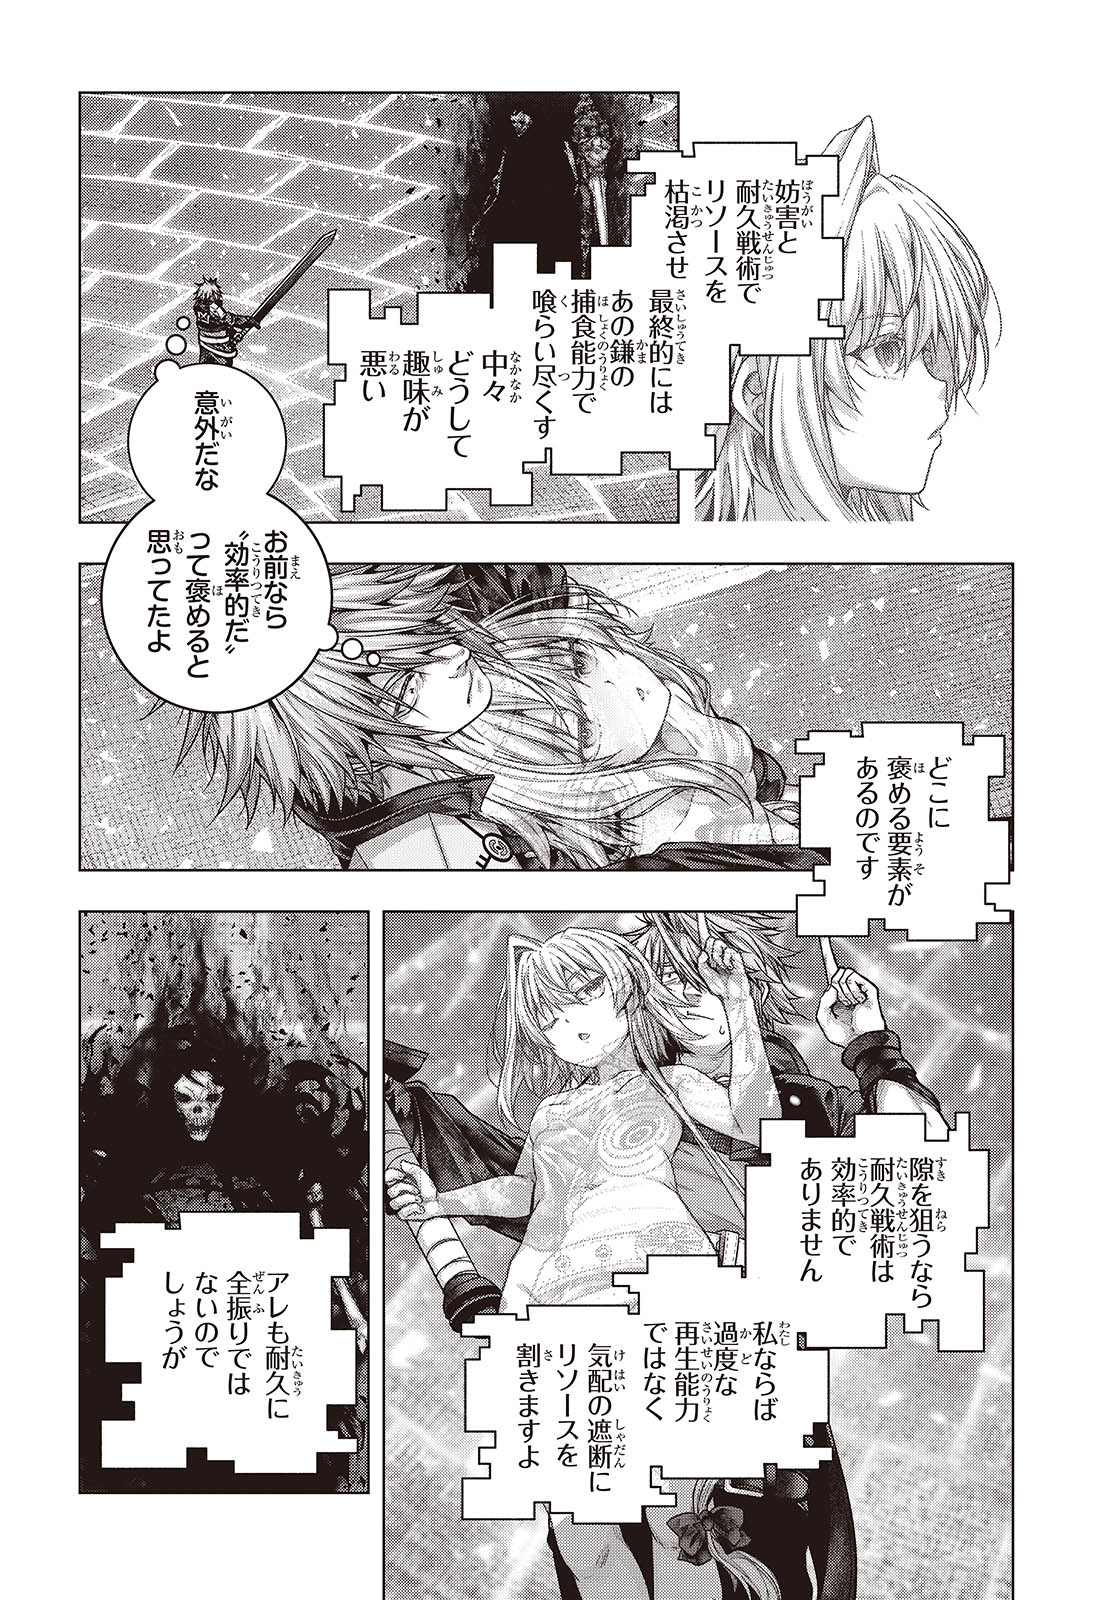 妨害と
耐久戦術で
リソースを
枯渇させ
最終的には
あの鎌の
捕食能力で
喰らい尽くす
中々
どうして
趣味が
悪い
意外だな
お前なら
〝効率的だ〟
って褒めると
思ってたよ
どこに
褒める要素が
あるのです
隙を狙うなら
耐久戦術は
効率的で
ありません
私ならば
過度な
再生能力
ではなく
気配の遮断に
リソースを
割きますよ
アレも耐久に
全振りでは
ないので
しょうが